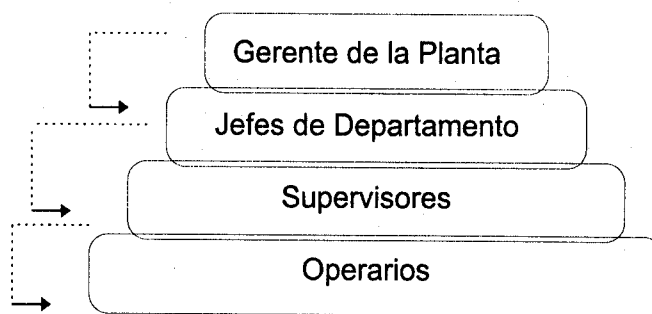 Gerente de la Planta
Jefes de Departamento
Supervisores
Operarios